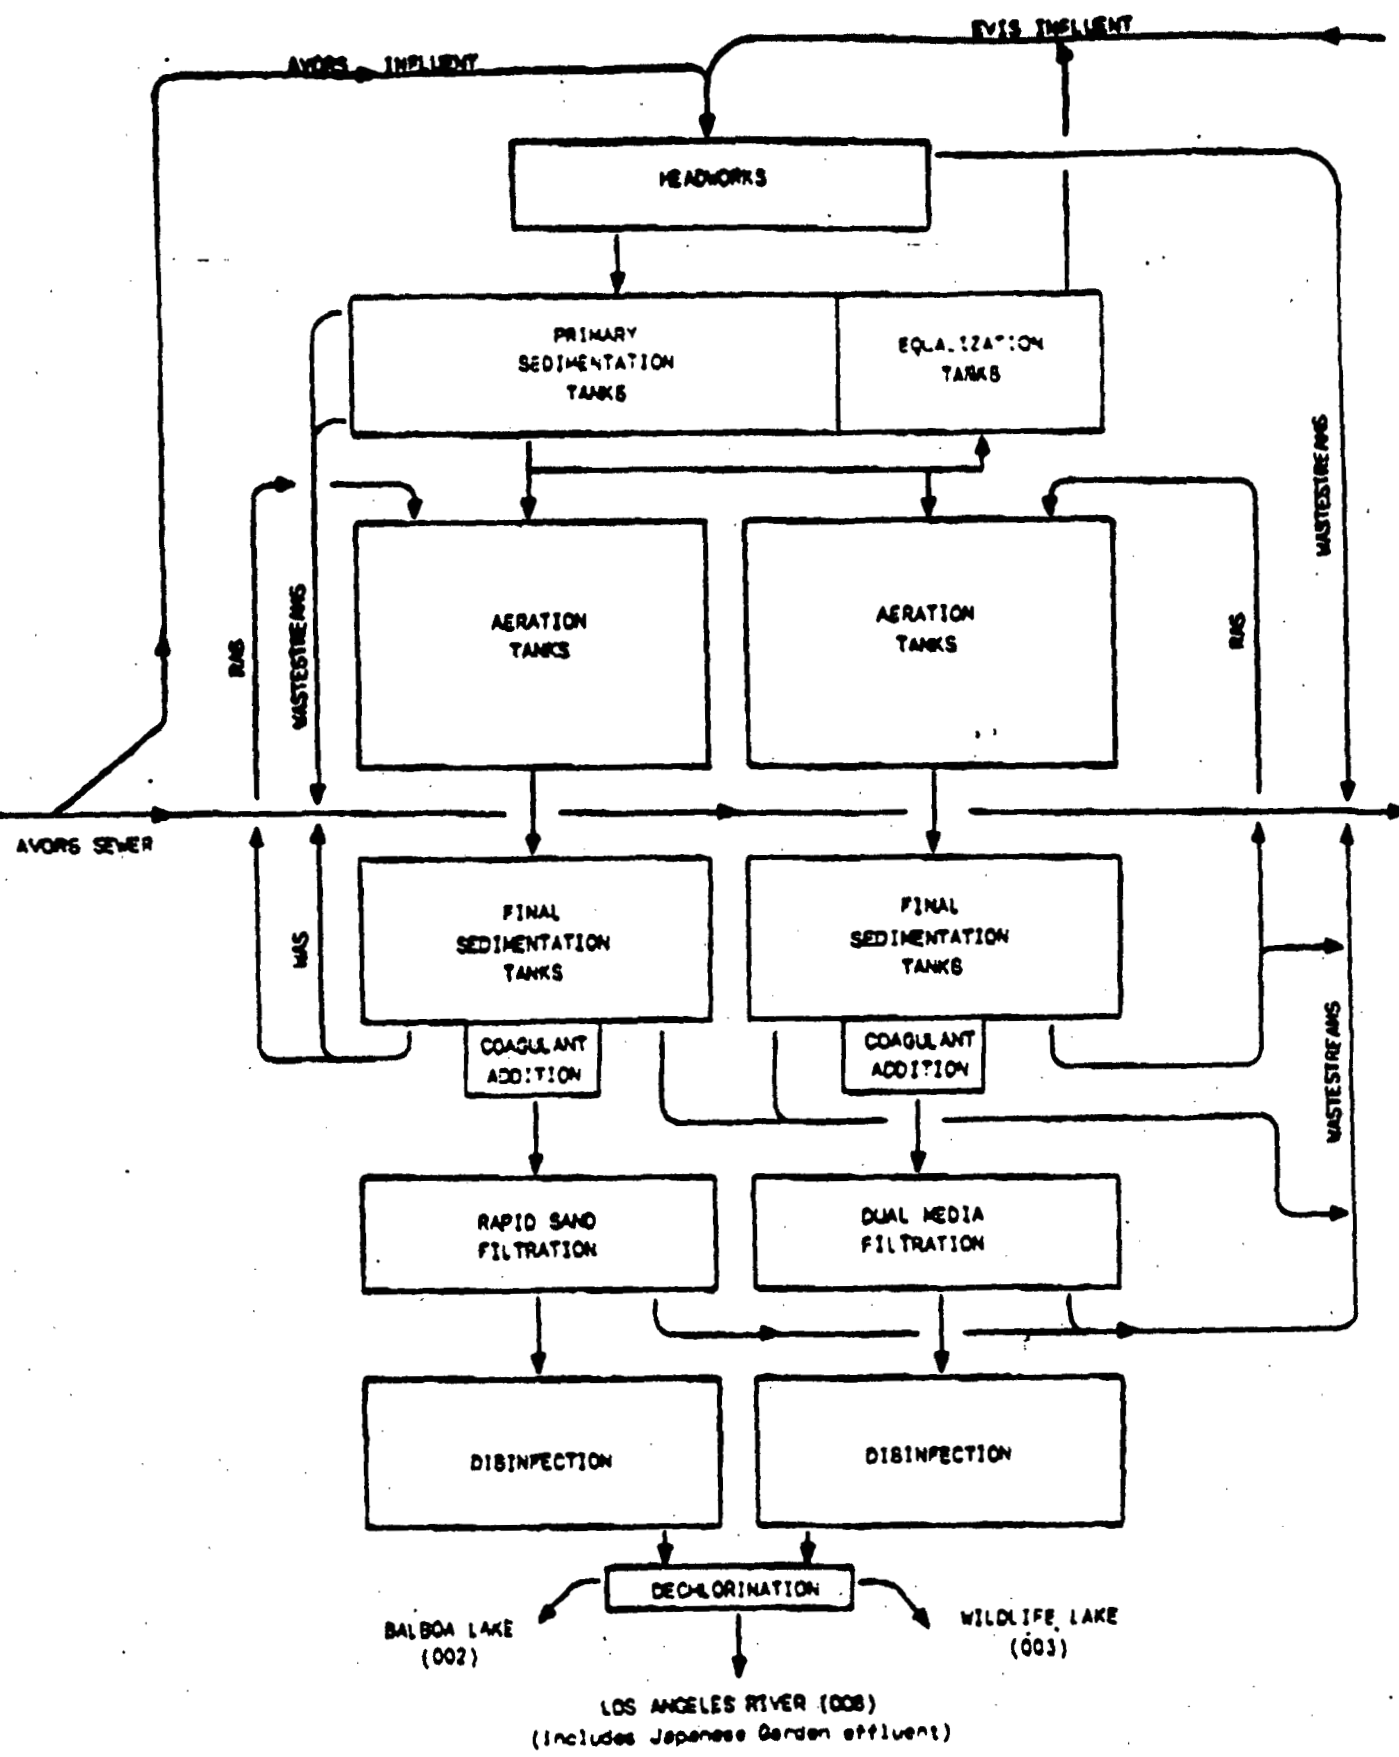 EVIS INFLUENT
AVORS INFLUENT
HEADWORKS
PRIMARY
SEDIMENTATION
TANKS
EQUALIZATION
TANKS
WASTESTREAMS
RAS
WASTESTREAMS
AERATION
TANKS
AERATION
TANKS
RAS
AVORS SEWER
WAS
FINAL
SEDIMENTATION
TANKS
FINAL
SEDIMENTATION
TANKS
COAGULANT
ADDITION
COAGULANT
ADDITION
WASTESTREAMS
RAPID SAND
FILTRATION
DUAL MEDIA
FILTRATION
DISINFECTION
DISINFECTION
DECHLORINATION
BALBOA LAKE
(002)
WILDLIFE LAKE
(003)
LOS ANGELES RIVER (008)
(includes Japanese Garden effluent)